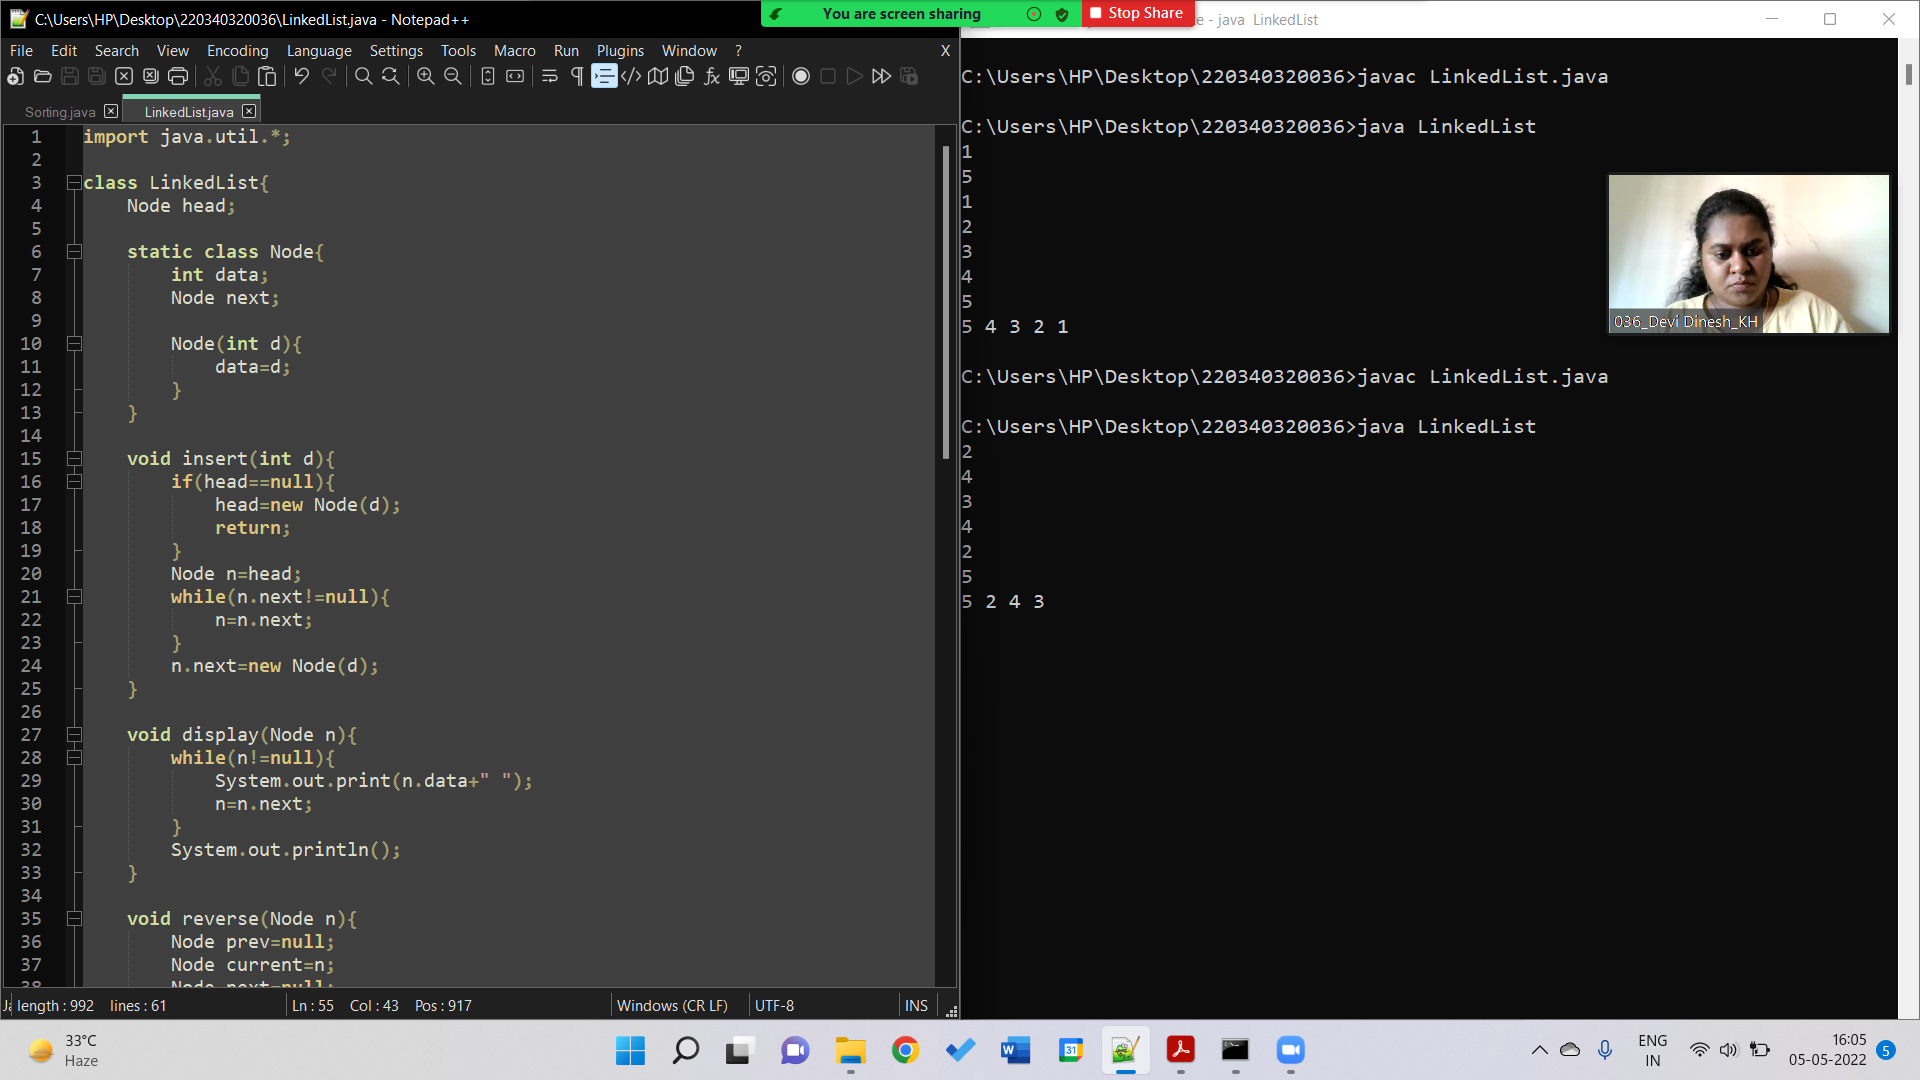 C:\Users\HP\Desktop\220340320036\LinkedList.java - Notepad++
You are screen sharing
Stop Share
- java  LinkedList
File Edit Search View Encoding Language Settings Tools Macro Run Plugins Window ? X
Sorting.java
LinkedList.java
1 import java.util.*;
2
3 class LinkedList{
4     Node head;
5
6     static class Node{
7         int data;
8         Node next;
9
10         Node(int d){
11             data=d;
12         }
13     }
14
15     void insert(int d){
16         if(head==null){
17             head=new Node(d);
18             return;
19         }
20         Node n=head;
21         while(n.next!=null){
22             n=n.next;
23         }
24         n.next=new Node(d);
25     }
26
27     void display(Node n){
28         while(n!=null){
29             System.out.print(n.data+" ");
30             n=n.next;
31         }
32         System.out.println();
33     }
34
35     void reverse(Node n){
36         Node prev=null;
37         Node current=n;
38         Node next=null;
length : 992 lines : 61 Ln : 55 Col : 43 Pos : 917 Windows (CR LF) UTF-8 INS
C:\Users\HP\Desktop\220340320036>javac LinkedList.java
C:\Users\HP\Desktop\220340320036>java LinkedList
1
5
1
2
3
4
5
5 4 3 2 1
C:\Users\HP\Desktop\220340320036>javac LinkedList.java
C:\Users\HP\Desktop\220340320036>java LinkedList
2
4
3
4
2
5
5 2 4 3
036_Devi Dinesh_KH
33°C
Haze
31
ENG
IN
16:05
05-05-2022
5